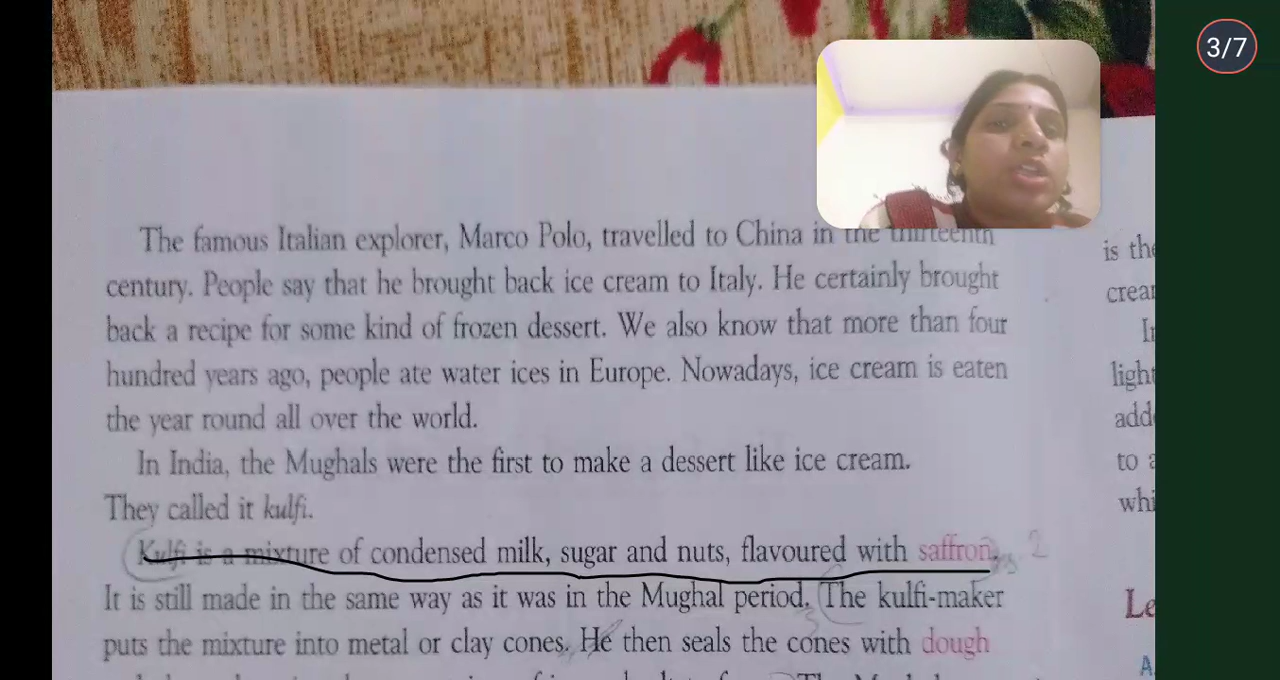 3/7
The famous Italian explorer, Marco Polo, travelled to China in the thirteenth
century. People say that he brought back ice cream to Italy. He certainly brought
back a recipe for some kind of frozen dessert. We also know that more than four
hundred years ago, people ate water ices in Europe. Nowadays, ice cream is eaten
the year round all over the world.
In India, the Mughals were the first to make a dessert like ice cream.
They called it kulfi.
Kulfi is a mixture of condensed milk, sugar and nuts, flavoured with saffron.
It is still made in the same way as it was in the Mughal period. The kulfi-maker
puts the mixture into metal or clay cones. He then seals the cones with dough
is the
crea
light
add
to a
whi
Le
A